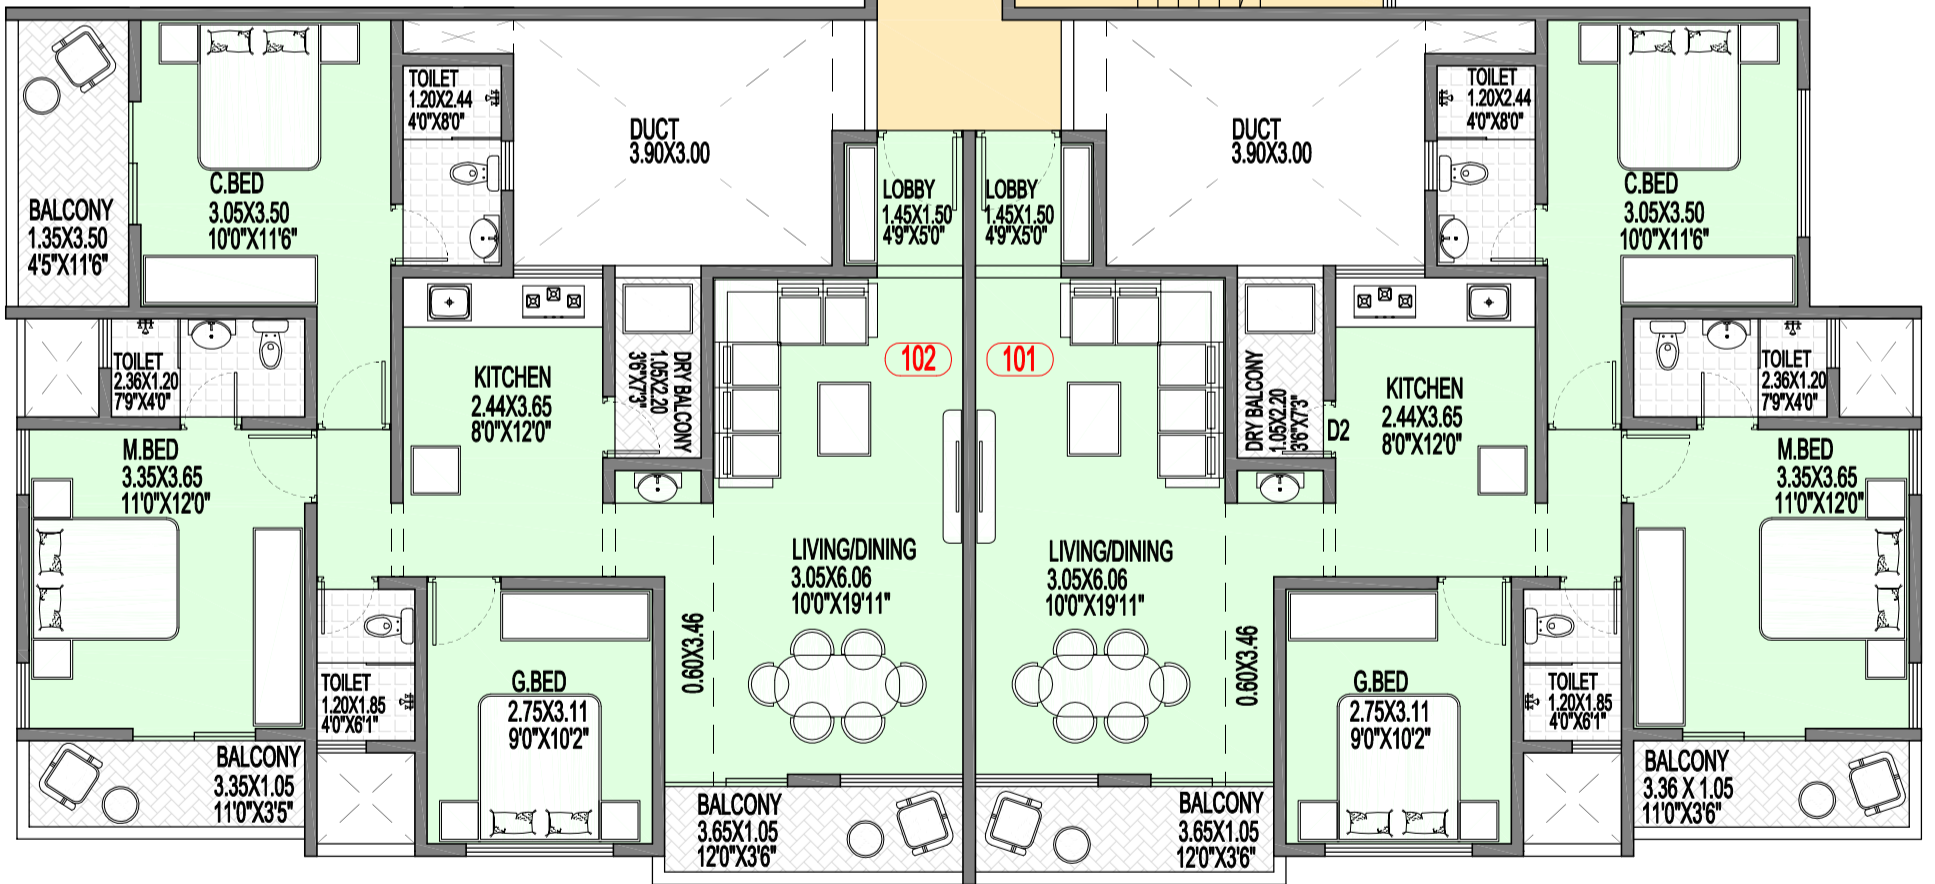 BALCONY
1.35X3.50
4'5"X11'6"
C.BED
3.05X3.50
10'0"X11'6"
TOILET
1.20X2.44
4'0"X8'0"
DUCT
3.90X3.00
LOBBY
1.45X1.50
4'9"X5'0"
LOBBY
1.45X1.50
4'9"X5'0"
DUCT
3.90X3.00
TOILET
1.20X2.44
4'0"X8'0"
C.BED
3.05X3.50
10'0"X11'6"
TOILET
2.36X1.20
7'9"X4'0"
KITCHEN
2.44X3.65
8'0"X12'0"
DRY BALCONY
1.05X2.20
3'6"X7'3"
102
101
DRY BALCONY
1.05X2.20
3'6"X7'3"
D2
KITCHEN
2.44X3.65
8'0"X12'0"
TOILET
2.36X1.20
7'9"X4'0"
M.BED
3.35X3.65
11'0"X12'0"
LIVING/DINING
3.05X6.06
10'0"X19'11"
LIVING/DINING
3.05X6.06
10'0"X19'11"
M.BED
3.35X3.65
11'0"X12'0"
TOILET
1.20X1.85
4'0"X6'1"
G.BED
2.75X3.11
9'0"X10'2"
0.60X3.46
0.60X3.46
G.BED
2.75X3.11
9'0"X10'2"
TOILET
1.20X1.85
4'0"X6'1"
BALCONY
3.35X1.05
11'0"X3'5"
BALCONY
3.65X1.05
12'0"X3'6"
BALCONY
3.65X1.05
12'0"X3'6"
BALCONY
3.36 X 1.05
11'0"X3'6"